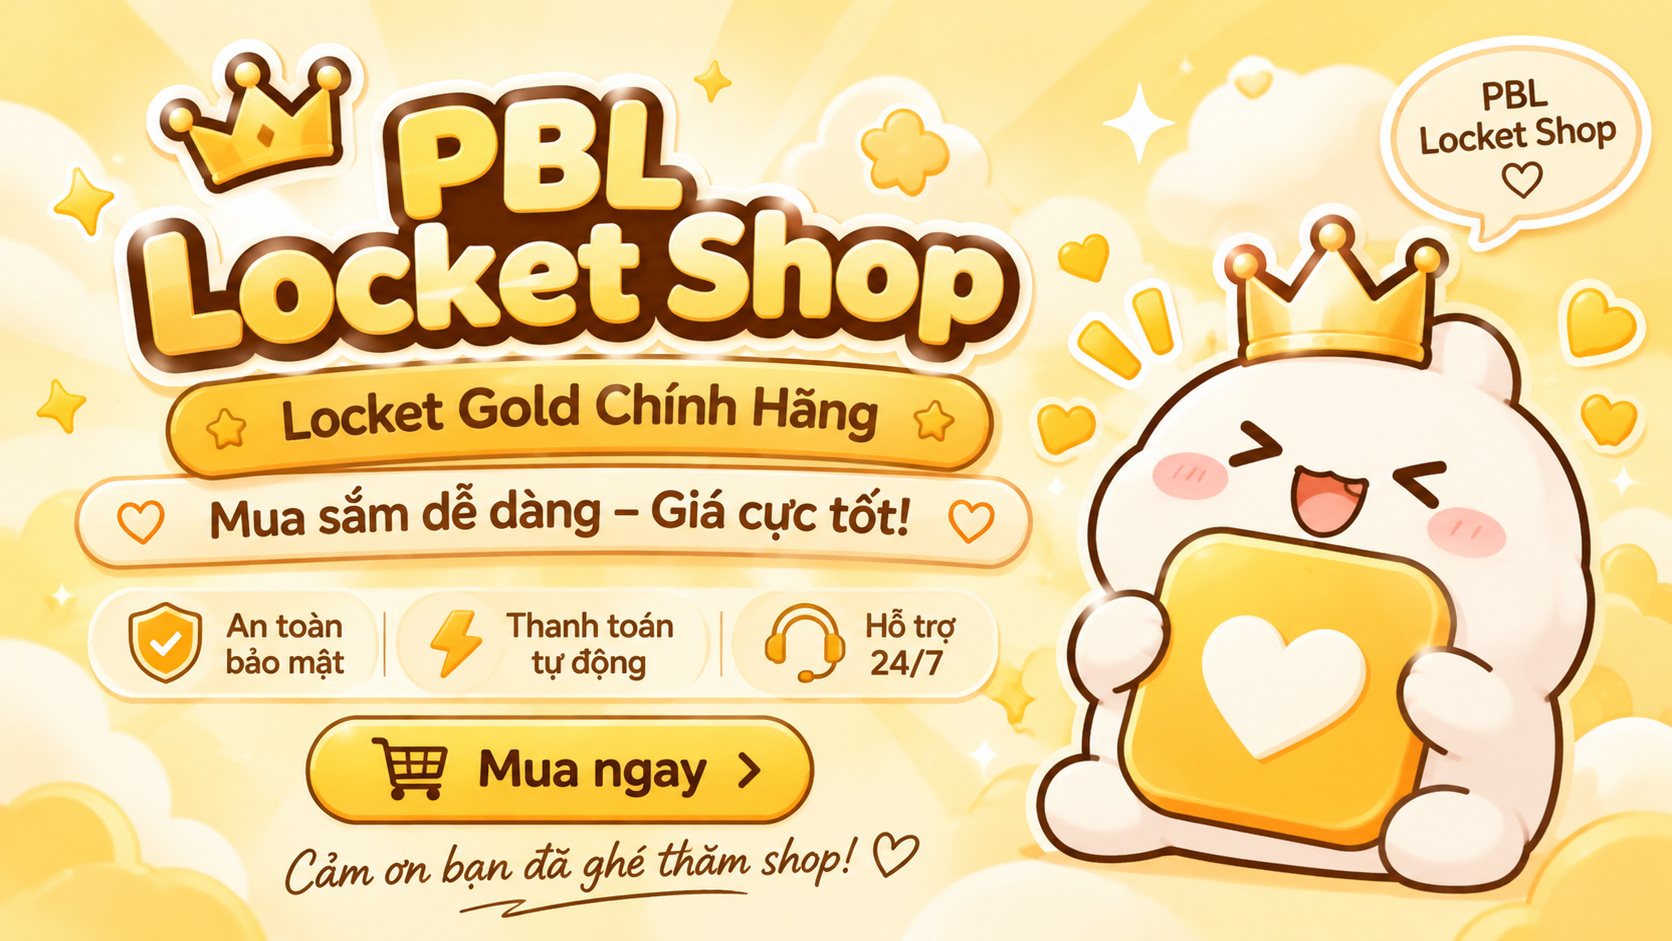 PBL
Locket Shop
PBL
Locket Shop
Locket Gold Chính Hãng
Mua sắm dễ dàng – Giá cực tốt!
An toàn
bảo mật
Thanh toán
tự động
Hỗ trợ
24/7
Mua ngay
Cảm ơn bạn đã ghé thăm shop!